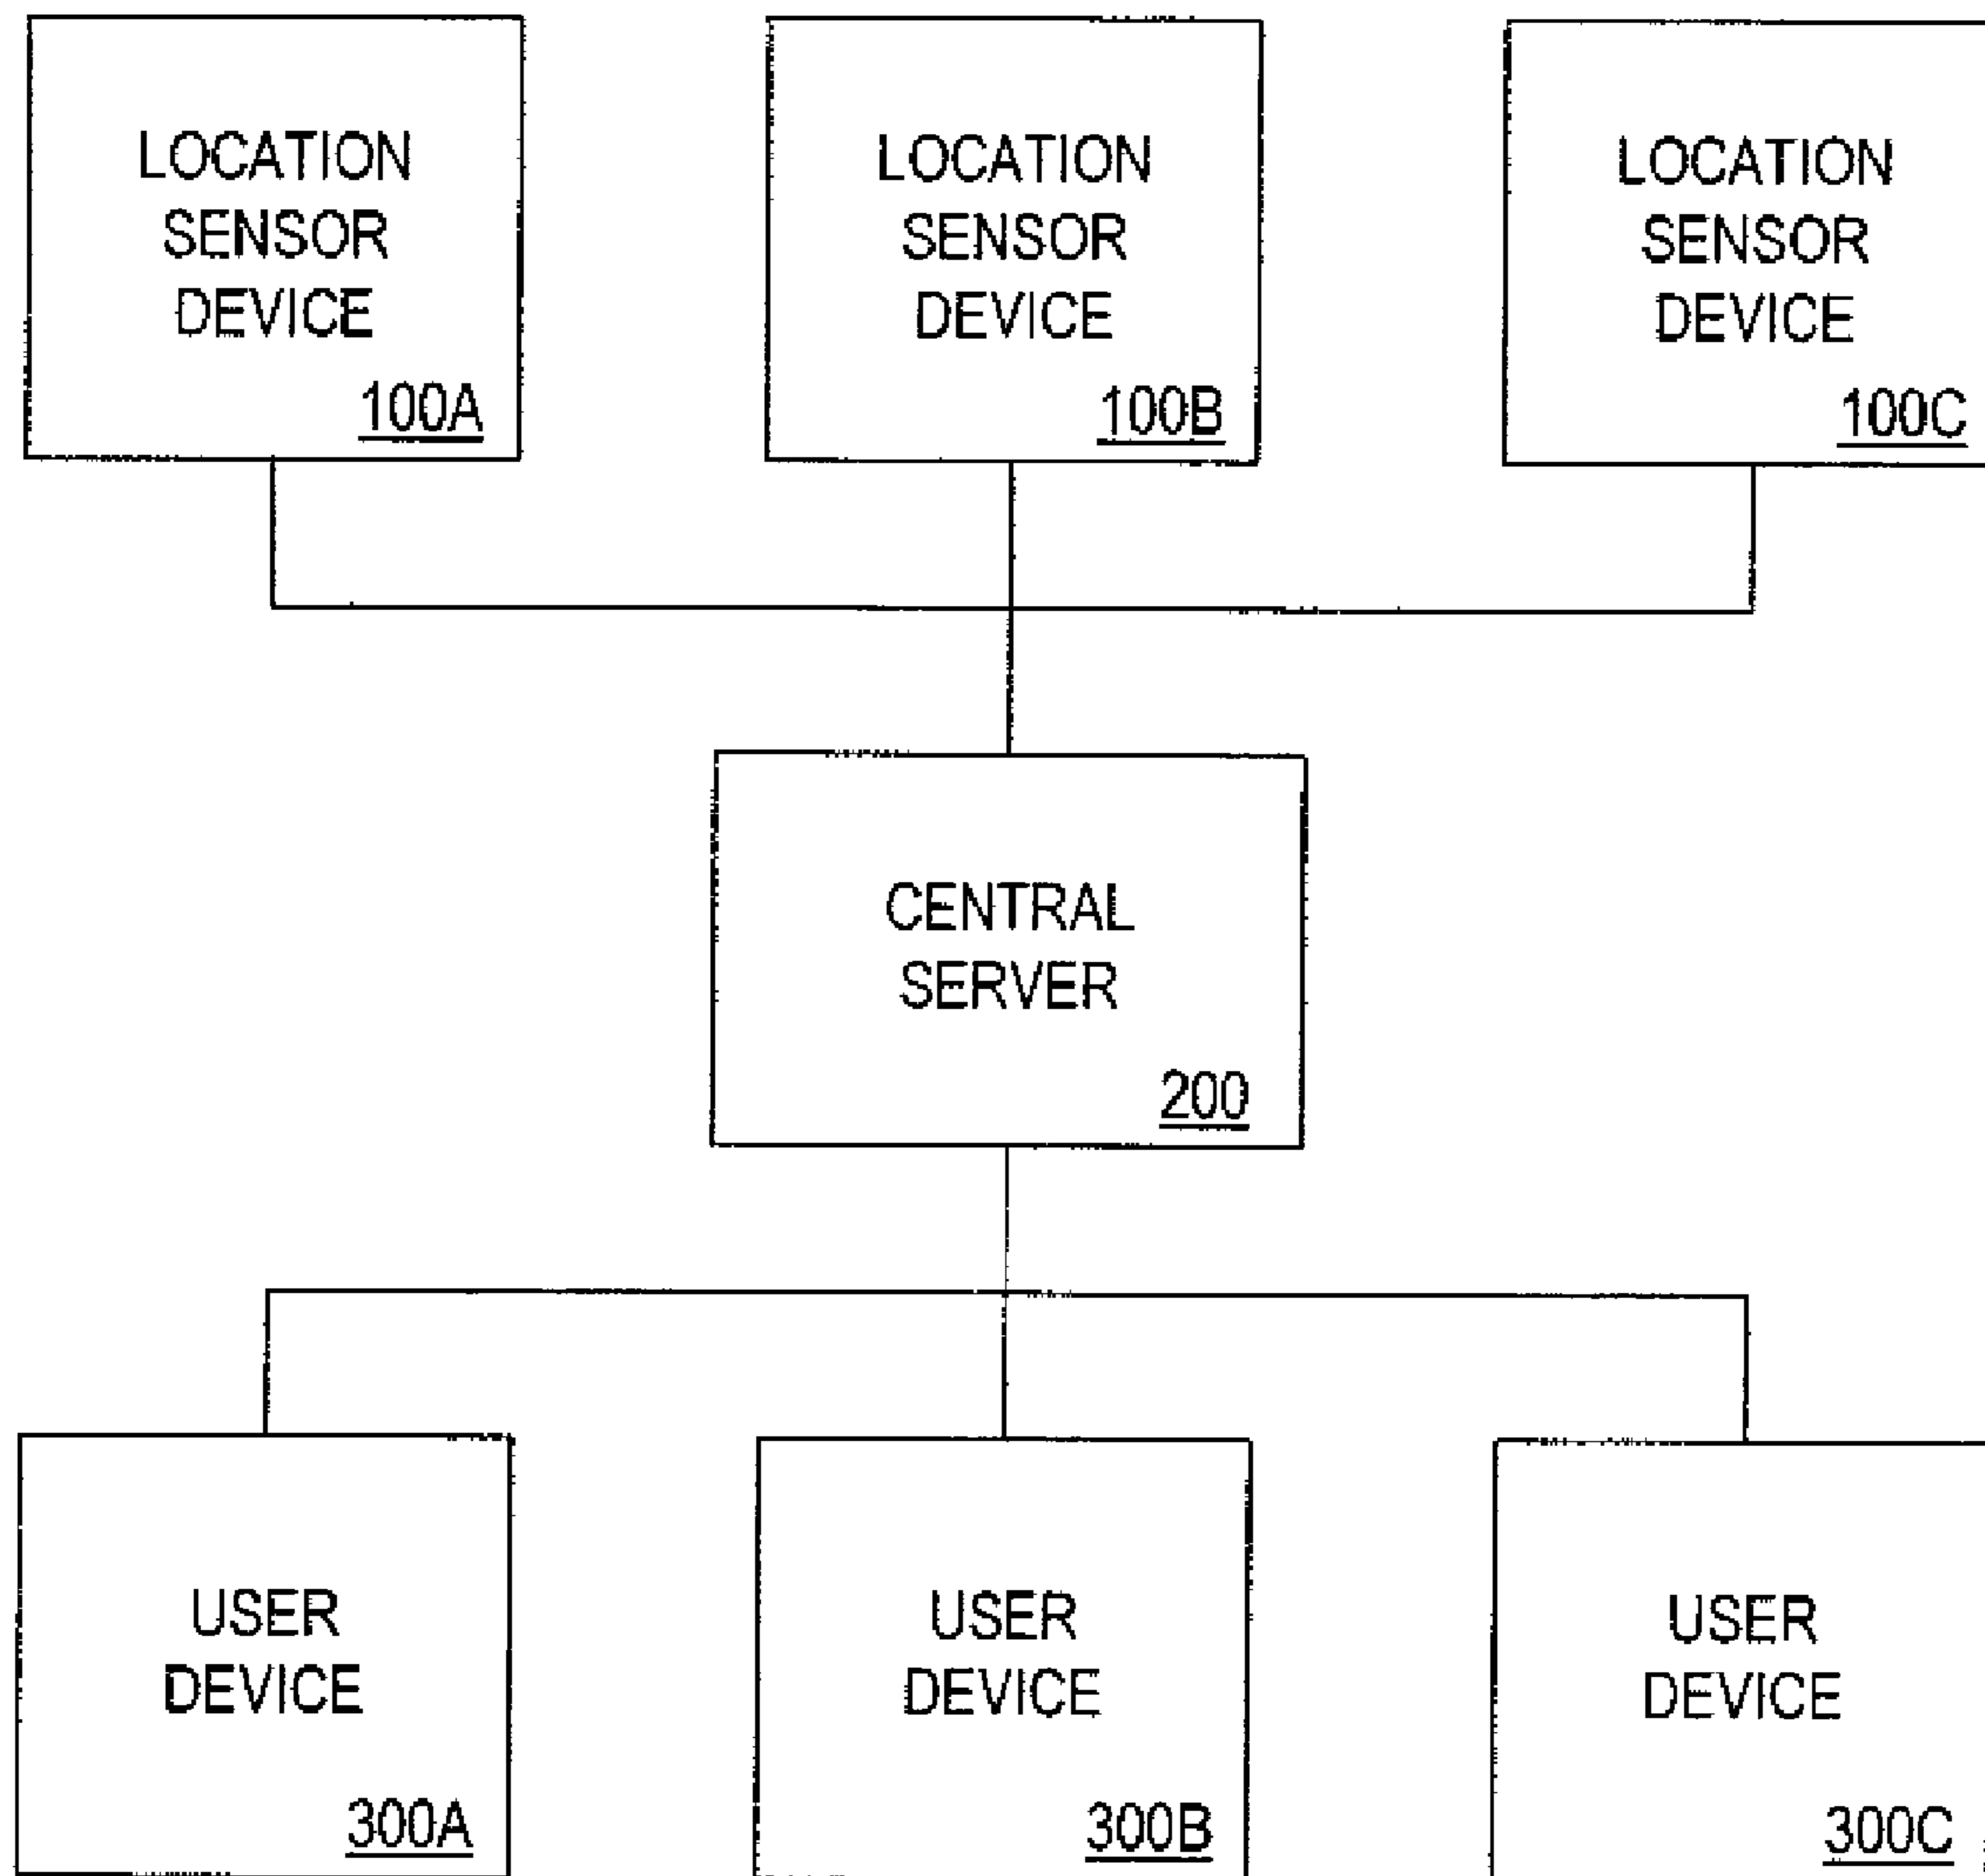 LOCATION
SENSOR
DEVICE
100A
LOCATION
SENSOR
DEVICE
100B
LOCATION
SENSOR
DEVICE
100C
CENTRAL
SERVER
200
USER
DEVICE
300A
USER
DEVICE
300B
USER
DEVICE
300C